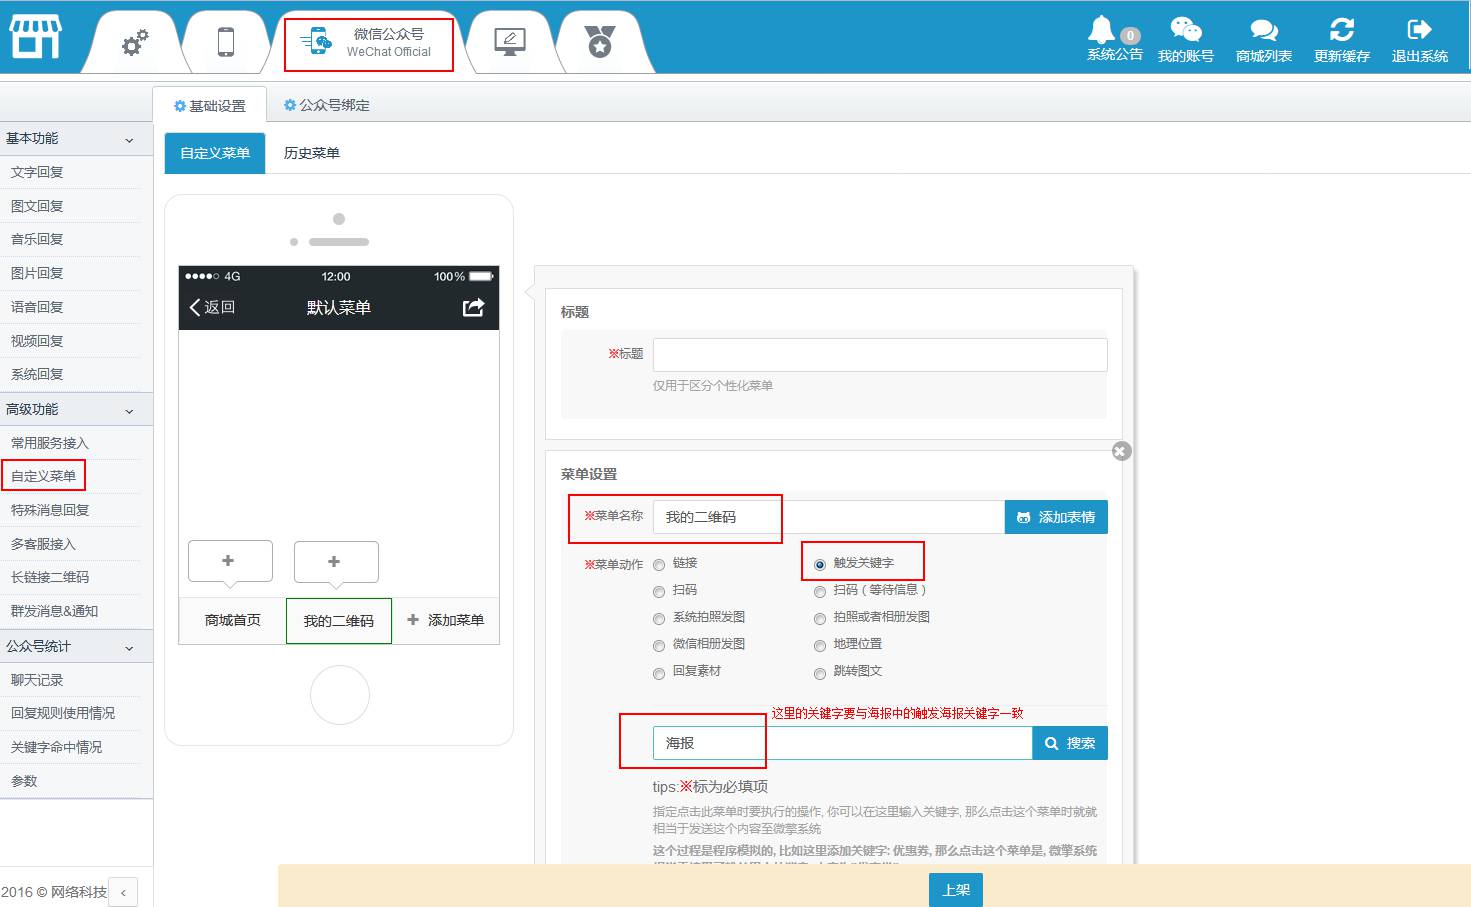 微信公众号
WeChat Official
0
系统公告
我的账号
商城列表
更新缓存
退出系统
基础设置
公众号绑定
基本功能
文字回复
图文回复
音乐回复
图片回复
语音回复
视频回复
系统回复
高级功能
常用服务接入
自定义菜单
特殊消息回复
多客服接入
长链接二维码
群发消息&通知
公众号统计
聊天记录
回复规则使用情况
关键字命中情况
参数
2016 © 网络科技
自定义菜单
历史菜单
4G
12:00
100%
返回
默认菜单
商城首页
我的二维码
添加菜单
标题
※标题
仅用于区分个性化菜单
菜单设置
※菜单名称
我的二维码
添加表情
※菜单动作
链接
触发关键字
扫码
扫码（等待信息）
系统拍照发图
拍照或者相册发图
微信相册发图
地理位置
回复素材
跳转图文
这里的关键字要与海报中的触发海报关键字一致
海报
搜索
tips:※标为必填项
指定点击此菜单时要执行的操作, 你可以在这里输入关键字, 那么点击这个菜单时就就
相当于发送这个内容至微擎系统
这个过程是程序模拟的, 比如这里添加关键字: 优惠券, 那么点击这个菜单是, 微擎系统
上架